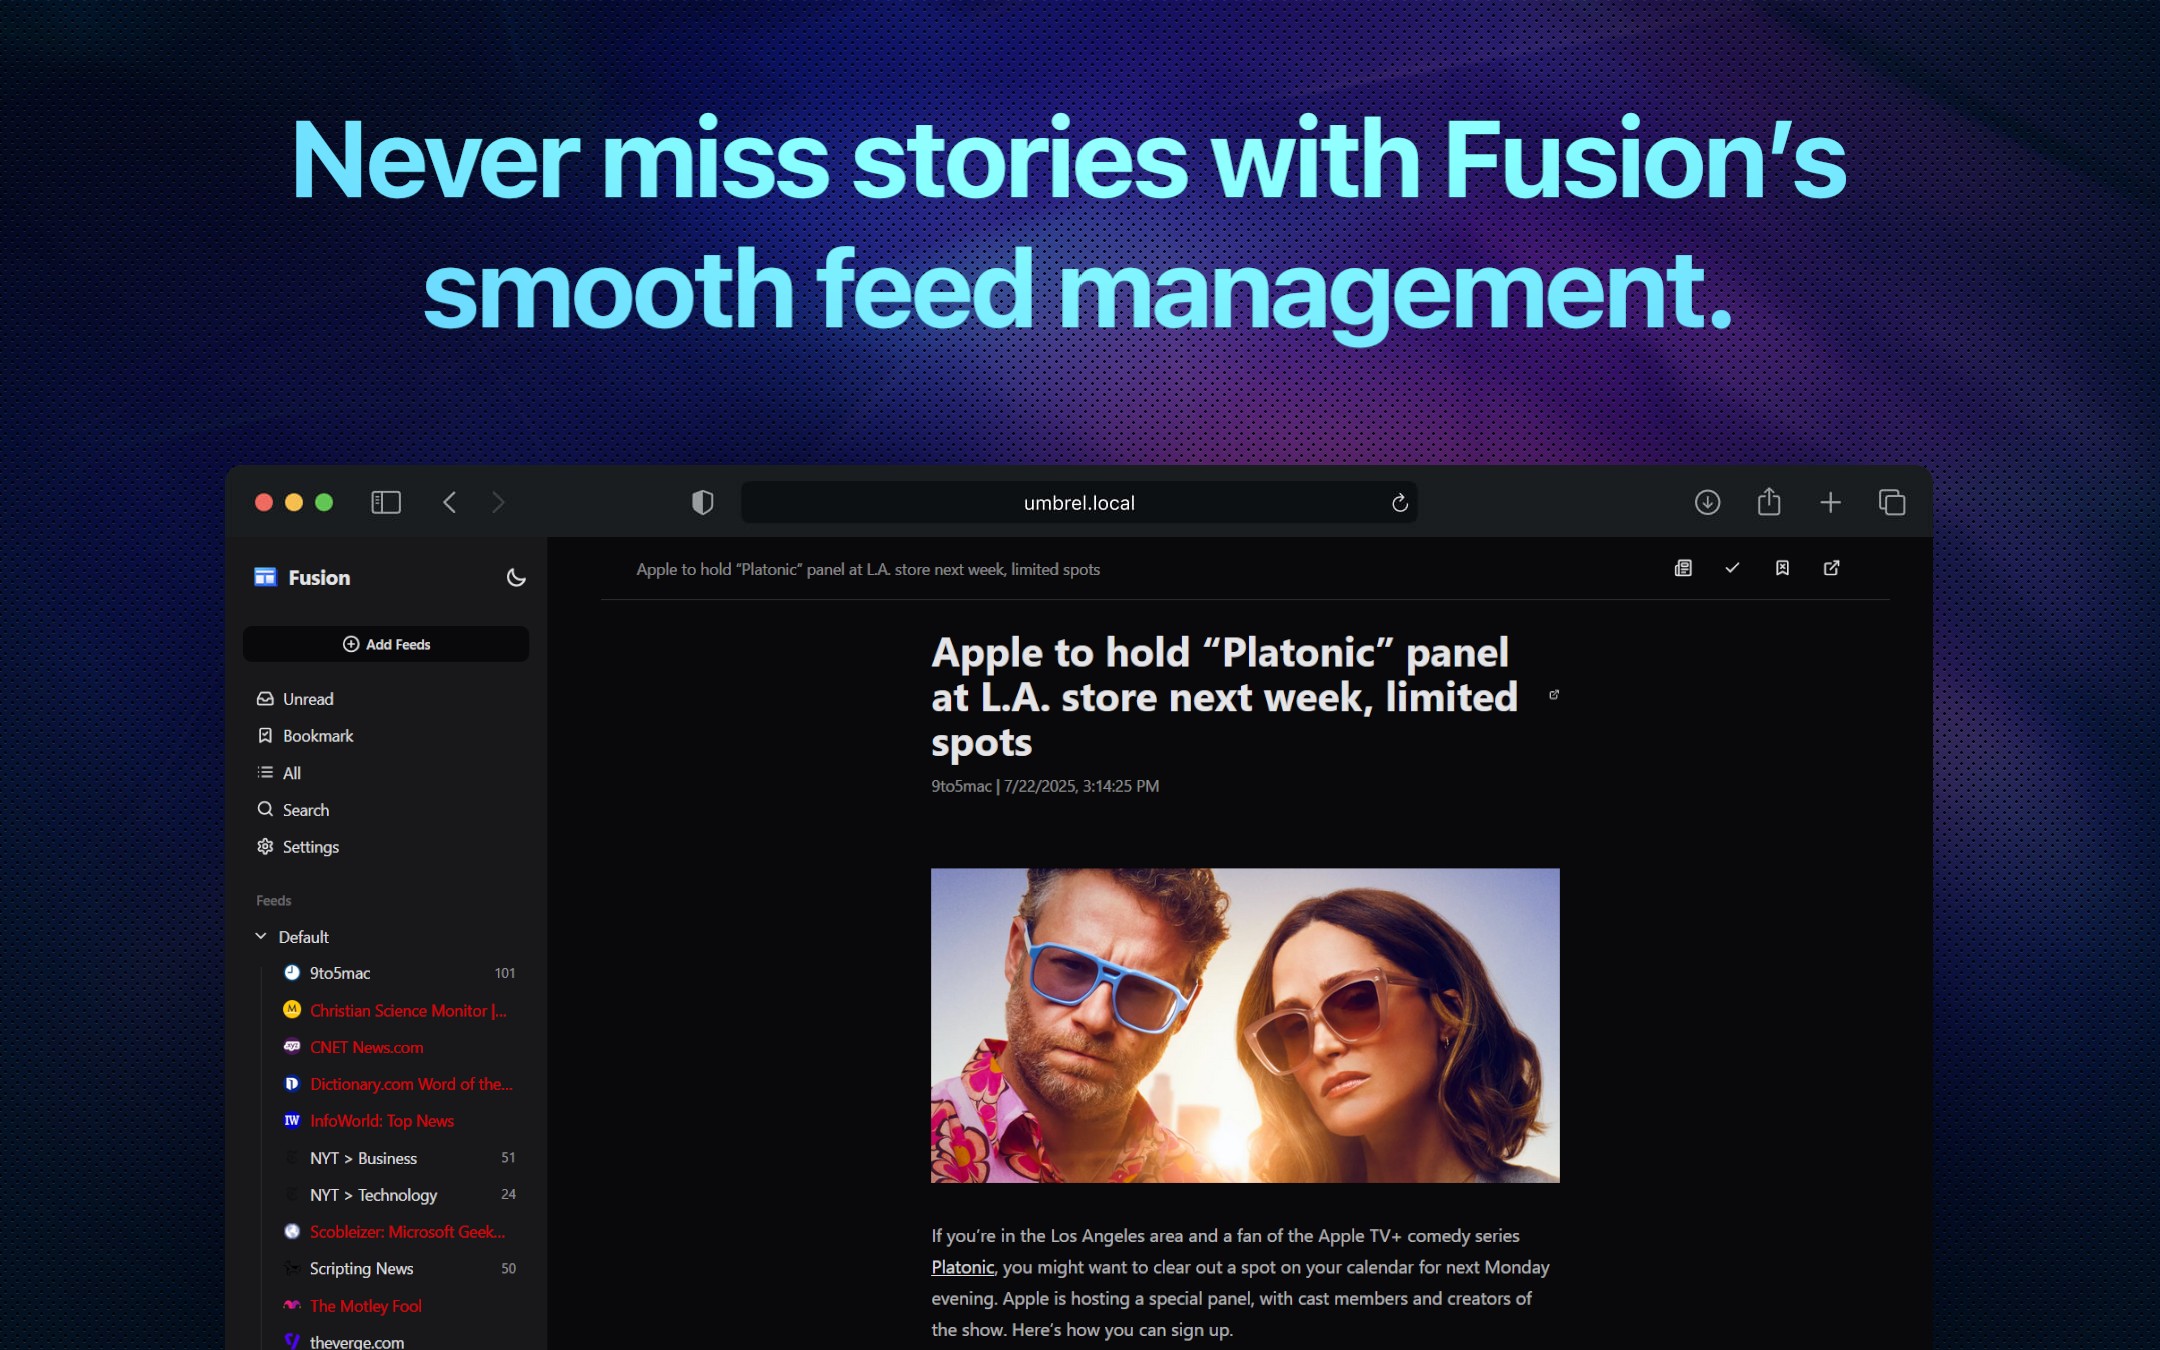 Never miss stories with Fusion’s
smooth feed management.
umbrel.local
Fusion
Add Feeds
Unread
Bookmark
All
Search
Settings
Feeds
Default
9to5mac 101
Christian Science Monitor |...
CNET News.com
Dictionary.com Word of the...
InfoWorld: Top News
NYT > Business 51
NYT > Technology 24
Scobleizer: Microsoft Geek...
Scripting News 50
The Motley Fool
theverge.com
Apple to hold “Platonic” panel at L.A. store next week, limited spots
Apple to hold “Platonic” panel
at L.A. store next week, limited
spots
9to5mac | 7/22/2025, 3:14:25 PM
If you’re in the Los Angeles area and a fan of the Apple TV+ comedy series
Platonic, you might want to clear out a spot on your calendar for next Monday
evening. Apple is hosting a special panel, with cast members and creators of
the show. Here’s how you can sign up.